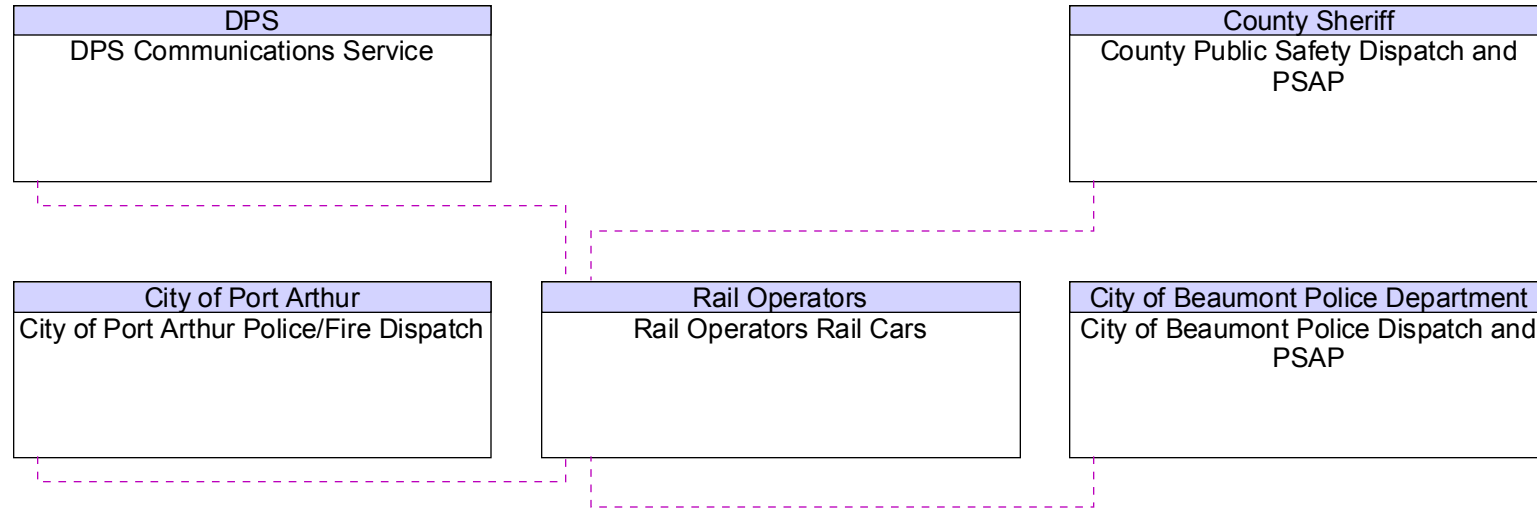 DPS
DPS Communications Service
County Sheriff
County Public Safety Dispatch and
PSAP
City of Port Arthur
City of Port Arthur Police/Fire Dispatch
Rail Operators
Rail Operators Rail Cars
City of Beaumont Police Department
City of Beaumont Police Dispatch and
PSAP